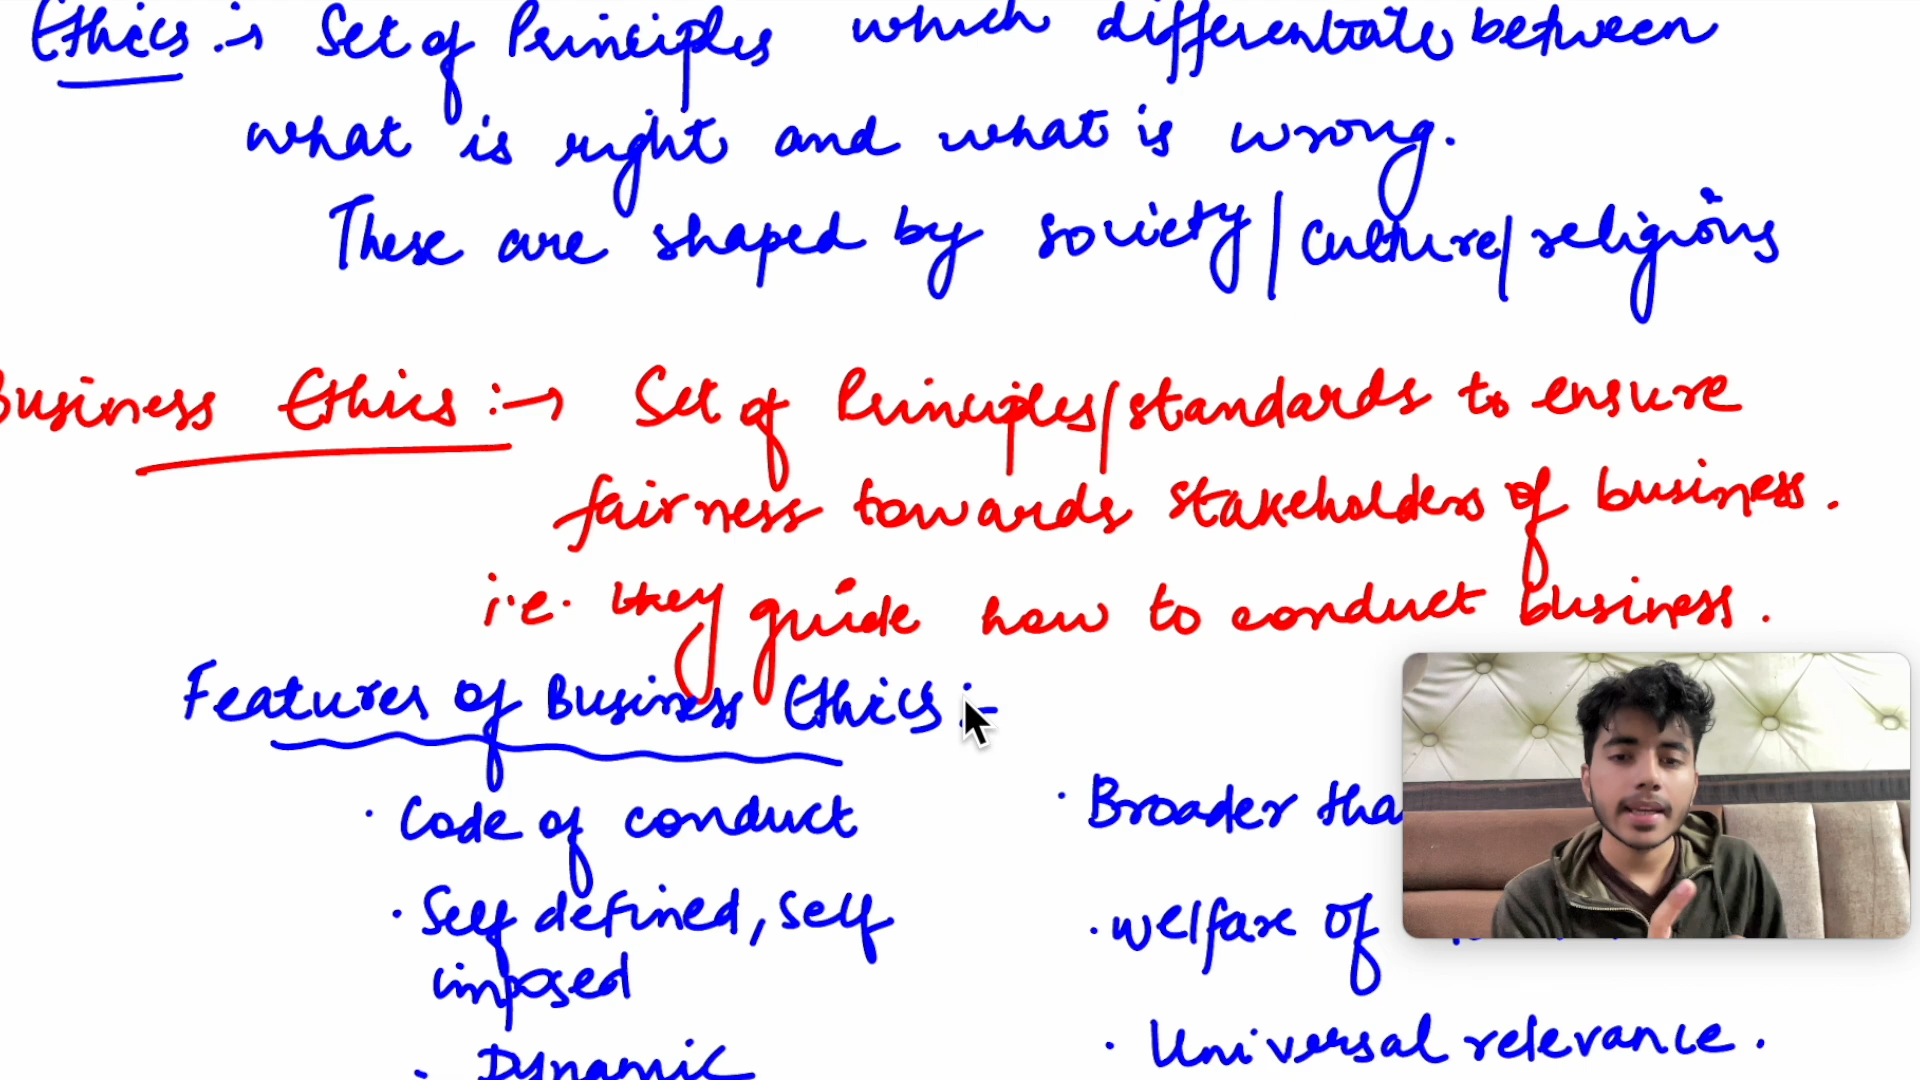 Ethics :→ Set of Principles which differentiate between
what is right and what is wrong.
These are shaped by society/culture/religions
Business Ethics :→ Set of Principles/standards to ensure
fairness towards stakeholders of business.
i.e. they guide how to conduct business.
Features of Business Ethics :-
· Code of conduct
· Self defined, self
imposed
· Dynamic
· Broader tha
· welfare of
· Universal relevance.